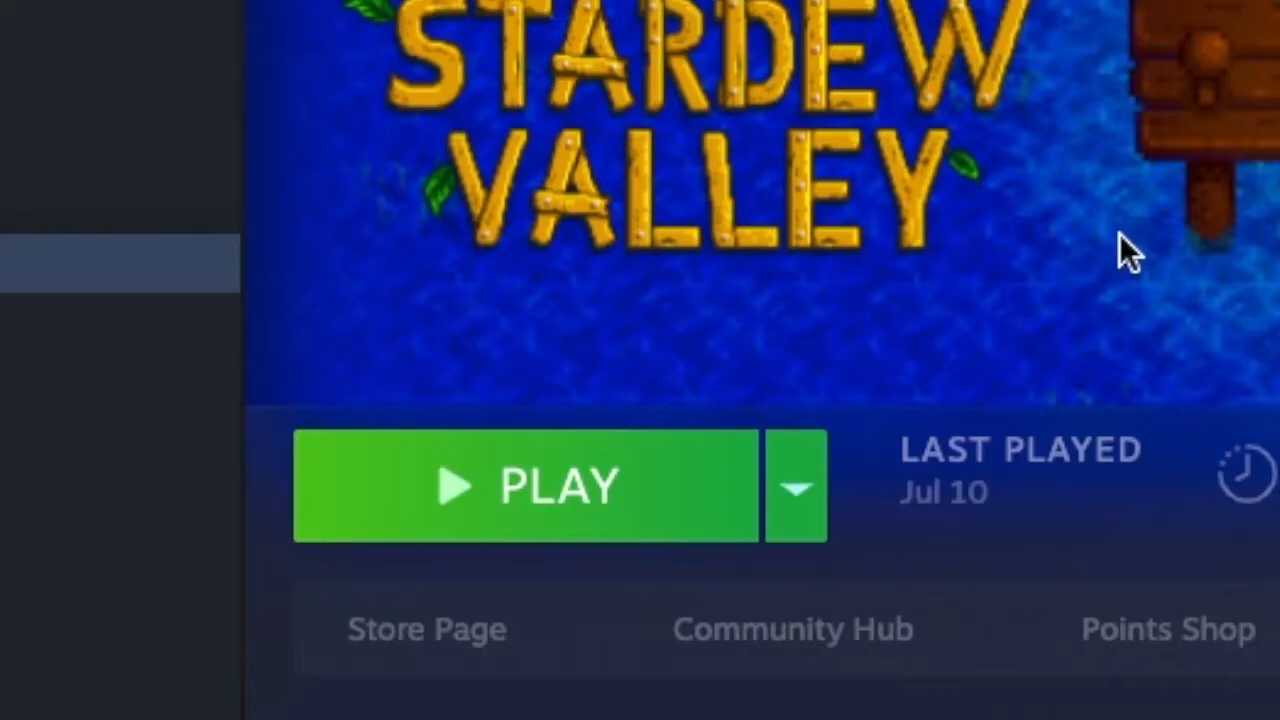 STARDEW
VALLEY
PLAY
LAST PLAYED
Jul 10
Store Page
Community Hub
Points Shop